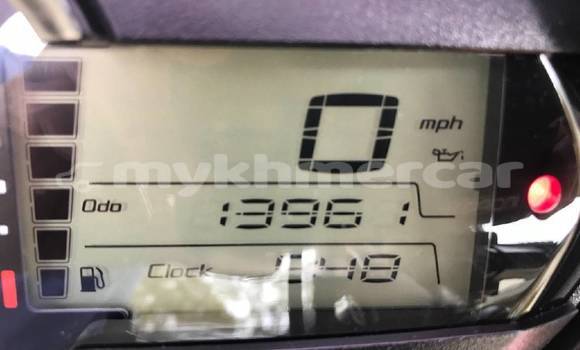 0 mph
mykhmercar
Odo 13961
Clock